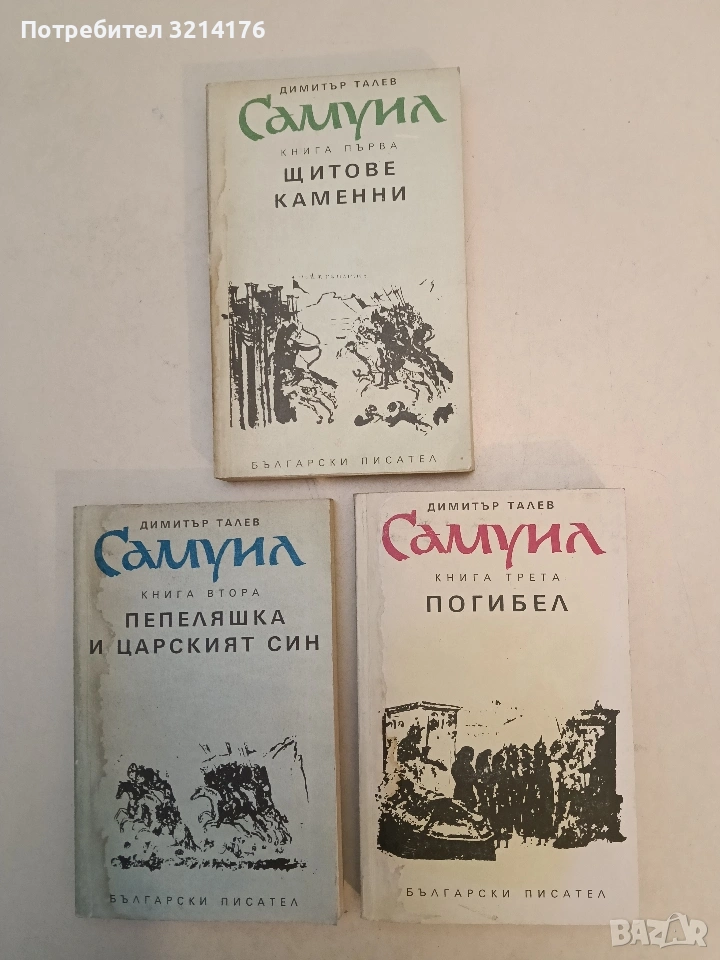 Потребител 3214176
ДИМИТЪР ТАЛЕВ
Самуил
КНИГА ПЪРВА
ЩИТОВЕ
КАМЕННИ
БЪЛГАРСКИ ПИСАТЕЛ
ДИМИТЪР ТАЛЕВ
Самуил
КНИГА ВТОРА
ПЕПЕЛЯШКА
И ЦАРСКИЯТ СИН
БЪЛГАРСКИ ПИСАТЕЛ
ДИМИТЪР ТАЛЕВ
Самуил
КНИГА ТРЕТА
ПОГИБЕЛ
БЪЛГАРСКИ ПИСАТЕЛ
BAZAR